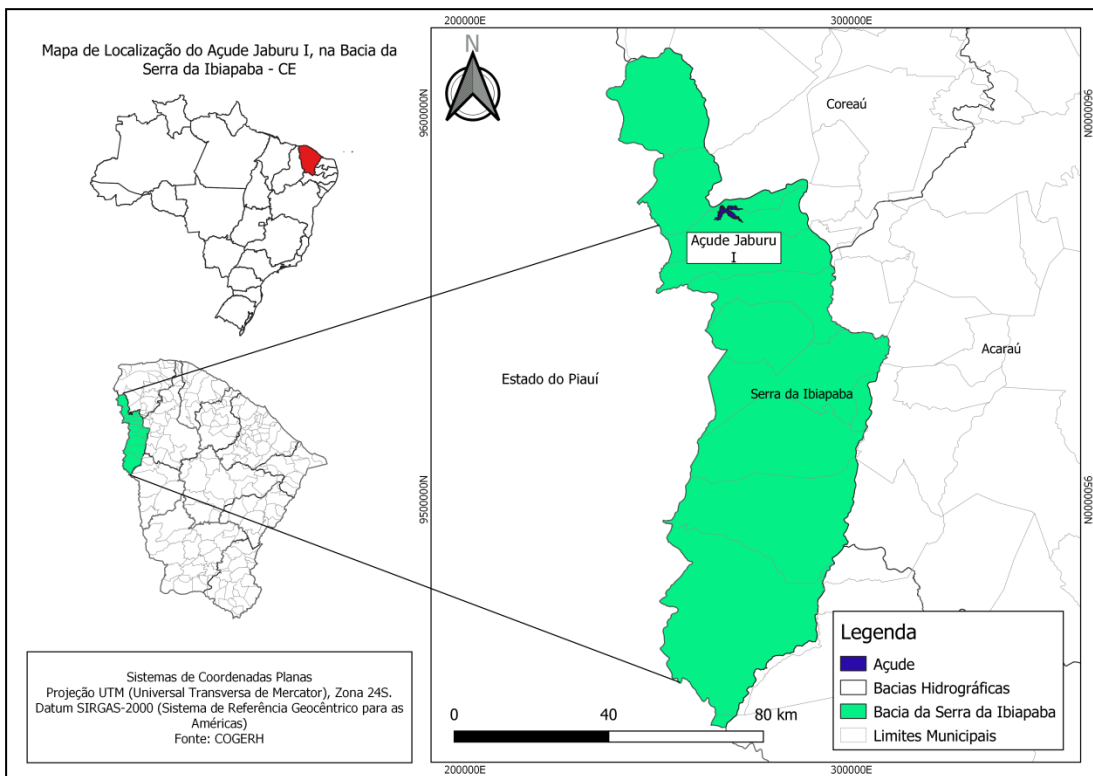 Mapa de Localização do Açude Jaburu I, na Bacia da
Serra da Ibiapaba - CE
Sistemas de Coordenadas Planas
Projeção UTM (Universal Transversa de Mercator), Zona 24S.
Datum SIRGAS-2000 (Sistema de Referência Geocêntrico para as
Américas)
Fonte: COGERH
200000E
300000E
9600000N
9600000N
N
Coreaú
Açude Jaburu
I
Acaraú
Estado do Piauí
Serra da Ibiapaba
9500000N
9500000N
0
40
80 km
Legenda
Açude
Bacias Hidrográficas
Bacia da Serra da Ibiapaba
Limites Municipais
200000E
300000E